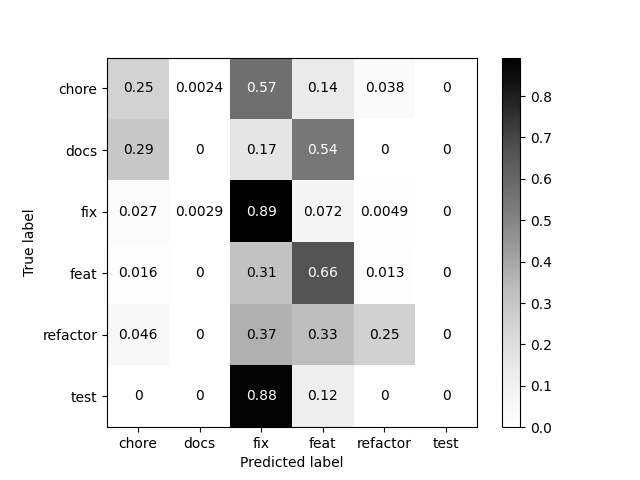 chore 0.25 0.0024 0.57 0.14 0.038 0
docs 0.29 0 0.17 0.54 0 0
fix 0.027 0.0029 0.89 0.072 0.0049 0
feat 0.016 0 0.31 0.66 0.013 0
refactor 0.046 0 0.37 0.33 0.25 0
test 0 0 0.88 0.12 0 0
chore docs fix feat refactor test
Predicted label
True label
0.8
0.7
0.6
0.5
0.4
0.3
0.2
0.1
0.0